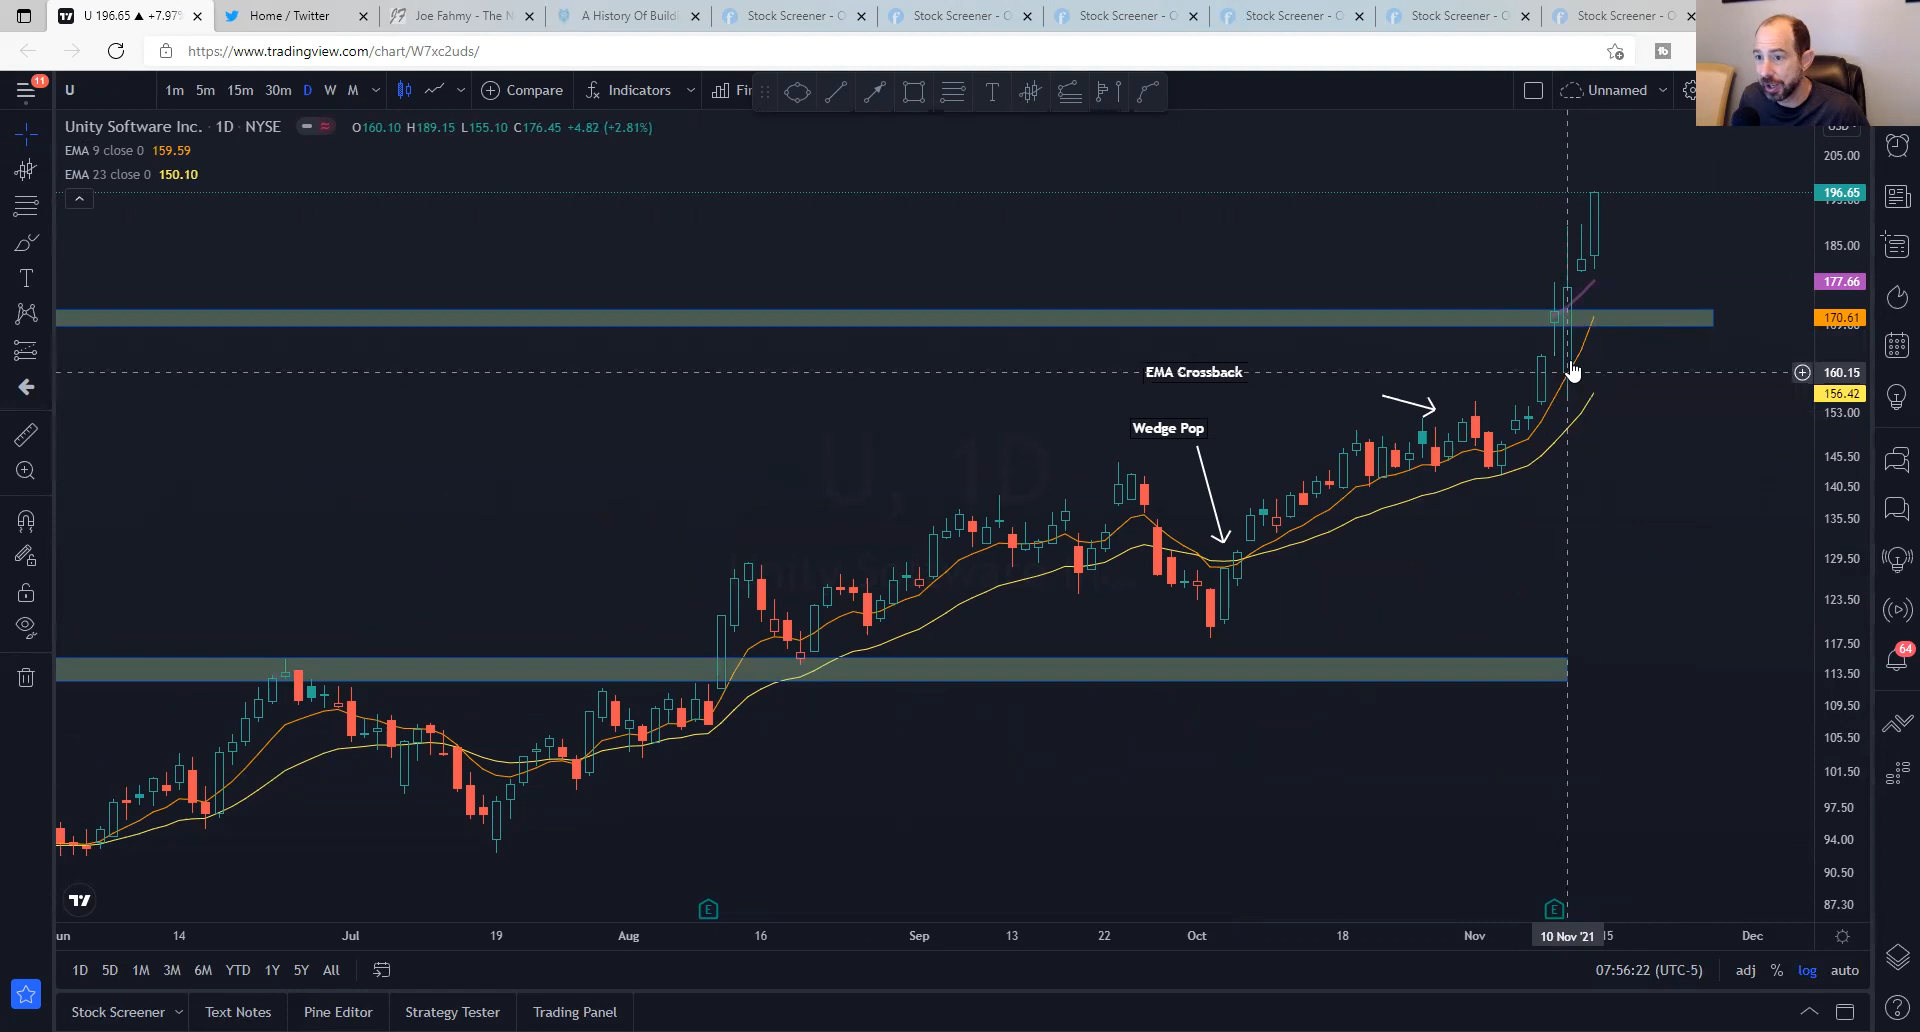 U 196.65 ▲ +7.97%
Home / Twitter
Joe Fahmy - The N
A History Of Buildi
Stock Screener - O
Stock Screener - O
Stock Screener - O
Stock Screener - O
Stock Screener - O
Stock Screener - O
https://www.tradingview.com/chart/W7xc2uds/
11
U
1m 5m 15m 30m D W M
Compare
Indicators
Fin
T
Unnamed
Unity Software Inc. · 1D · NYSE
O160.10 H189.15 L155.10 C176.45 +4.82 (+2.81%)
EMA 9 close 0 159.59
EMA 23 close 0 150.10
USD
205.00
196.65
185.00
177.66
170.61
EMA Crossback
160.15
156.42
153.00
Wedge Pop
U, 1D
145.50
140.50
135.50
129.50
123.50
117.50
113.50
109.50
105.50
101.50
97.50
94.00
90.50
87.30
64
E
E
un 14 Jul 19 Aug 16 Sep 13 22 Oct 18 Nov 10 Nov '21 15 Dec
1D 5D 1M 3M 6M YTD 1Y 5Y All
07:56:22 (UTC-5) adj % log auto
Stock Screener Text Notes Pine Editor Strategy Tester Trading Panel